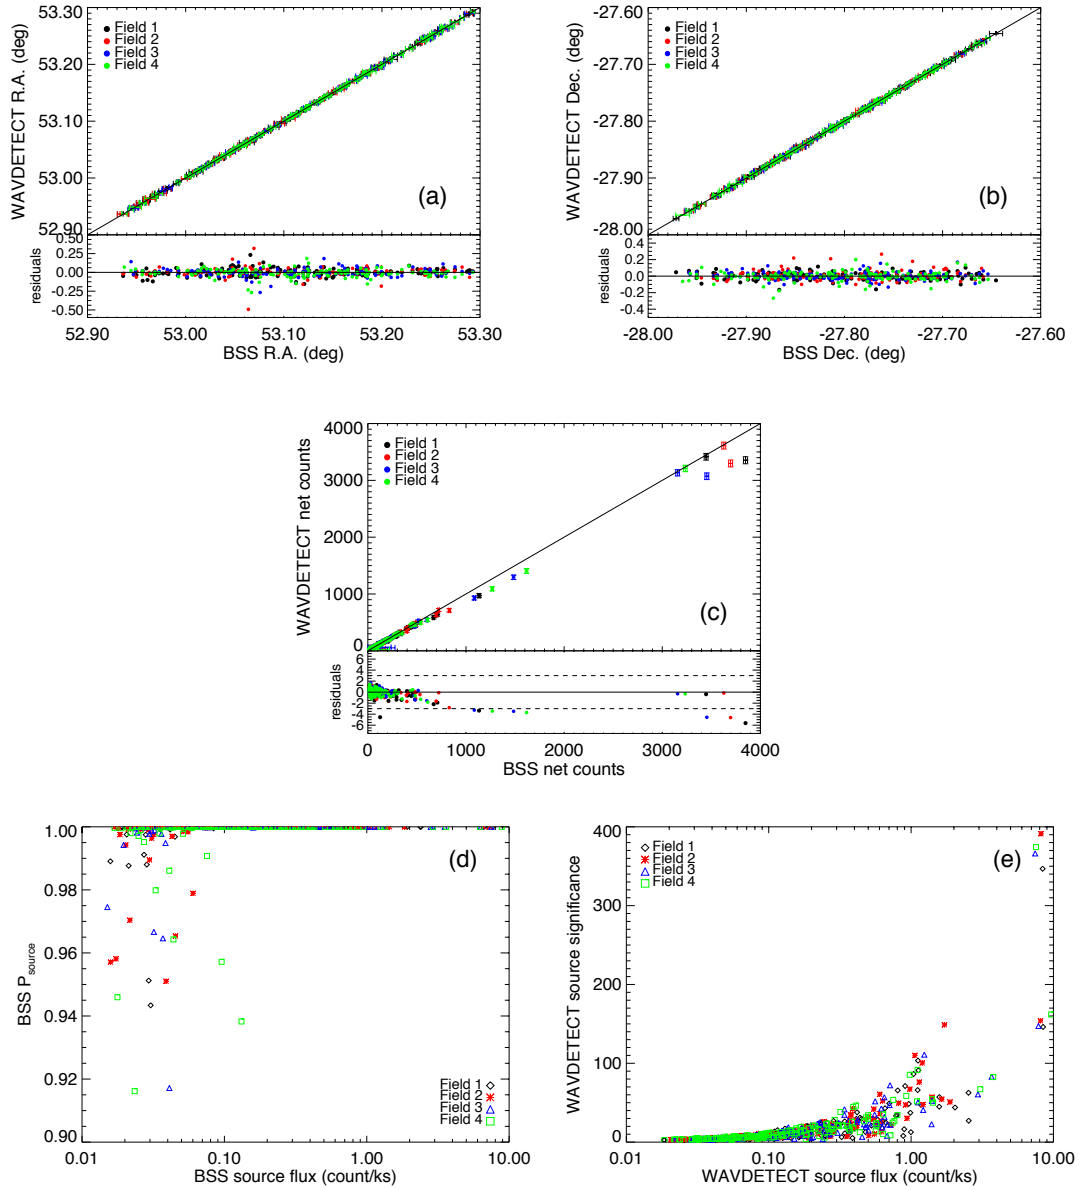 53.30
53.20
53.10
53.00
52.90
WAVDETECT R.A. (deg)
Field 1
Field 2
Field 3
Field 4
(a)
0.50
0.25
0.00
-0.25
-0.50
residuals
52.90 53.00 53.10 53.20 53.30
BSS R.A. (deg)
-27.60
-27.70
-27.80
-27.90
-28.00
WAVDETECT Dec. (deg)
Field 1
Field 2
Field 3
Field 4
(b)
0.4
0.2
0.0
-0.2
-0.4
residuals
-28.00 -27.90 -27.80 -27.70 -27.60
BSS Dec. (deg)
4000
3000
2000
1000
0
WAVDETECT net counts
Field 1
Field 2
Field 3
Field 4
(c)
6
4
2
0
-2
-4
-6
residuals
0 1000 2000 3000 4000
BSS net counts
1.00
0.98
0.96
0.94
0.92
0.90
BSS Psource
(d)
Field 1
Field 2
Field 3
Field 4
0.01 0.10 1.00 10.00
BSS source flux (count/ks)
400
300
200
100
0
WAVDETECT source significance
Field 1
Field 2
Field 3
Field 4
(e)
0.01 0.10 1.00 10.00
WAVDETECT source flux (count/ks)